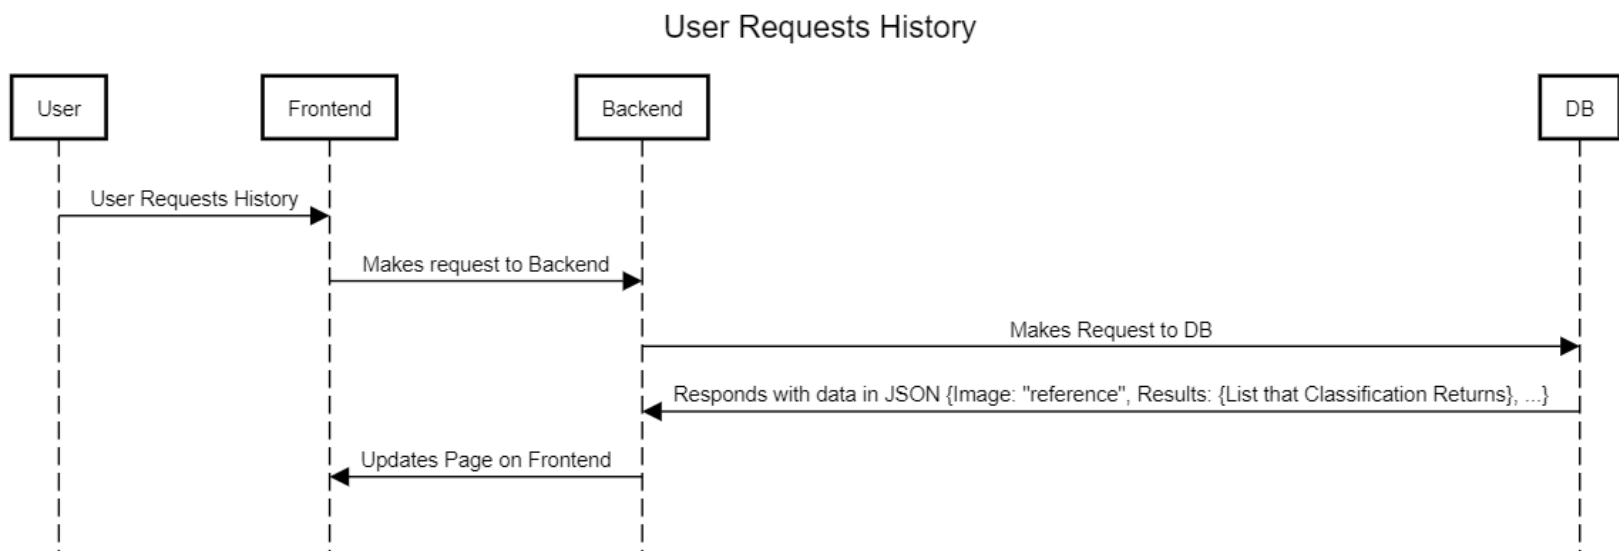 User Requests History
User
Frontend
Backend
DB
User Requests History
Makes request to Backend
Makes Request to DB
Responds with data in JSON {Image: "reference", Results: {List that Classification Returns}, ...}
Updates Page on Frontend